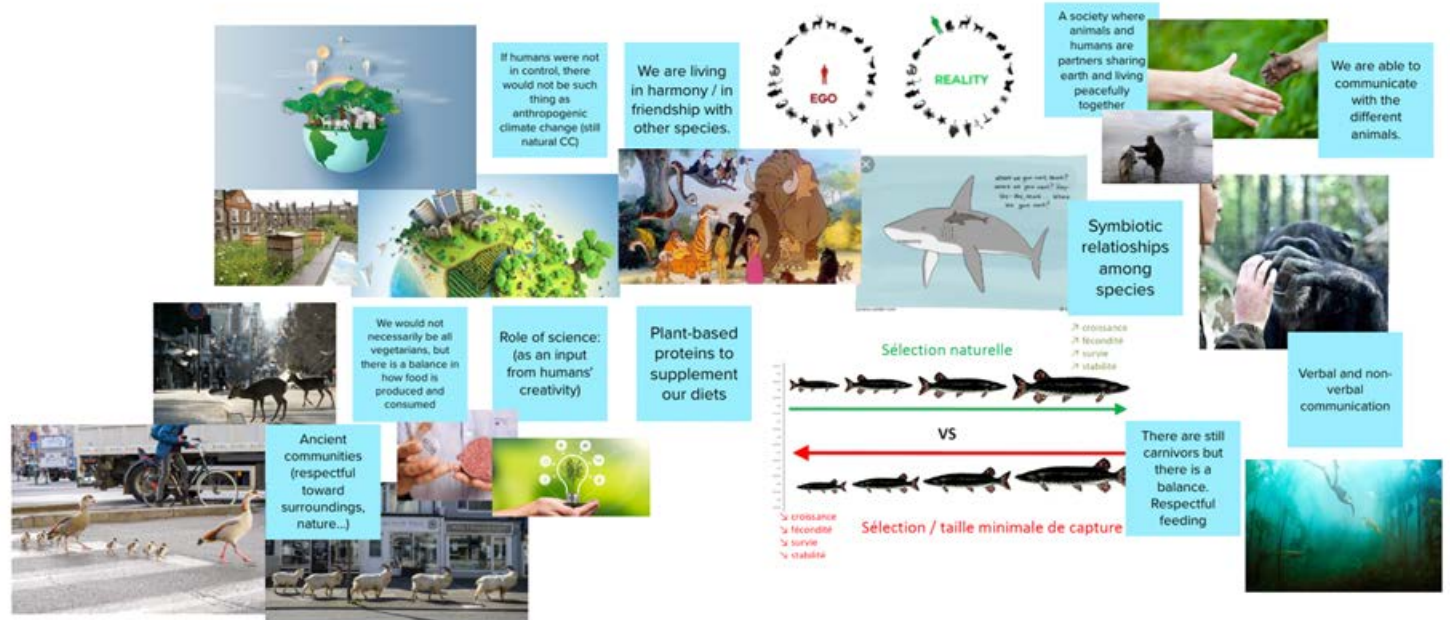 If humans were not
in control, there
would not be such
thing as
anthropogenic
climate change (still
natural CC)
We are living
in harmony / in
friendship with
other species.
EGO
REALITY
A society where
animals and
humans are
partners sharing
earth and living
peacefully
together
We are able to
communicate
with the
different
animals.
Symbiotic
relatioships
among
species
We would not
necessarily be all
vegetarians, but
there is a balance in
how food is
produced and
consumed
Role of science:
(as an input
from humans'
creativity)
Plant-based
proteins to
supplement
our diets
Sélection naturelle
↗ croissance
↗ fécondité
↗ survie
↗ stabilité
VS
Verbal and non-
verbal
communication
Ancient
communities
(respectful
toward
surroundings,
nature...)
There are still
carnivors but
there is a
balance.
Respectful
feeding
↘ croissance
↘ fécondité
↘ survie
↘ stabilité
Sélection / taille minimale de capture